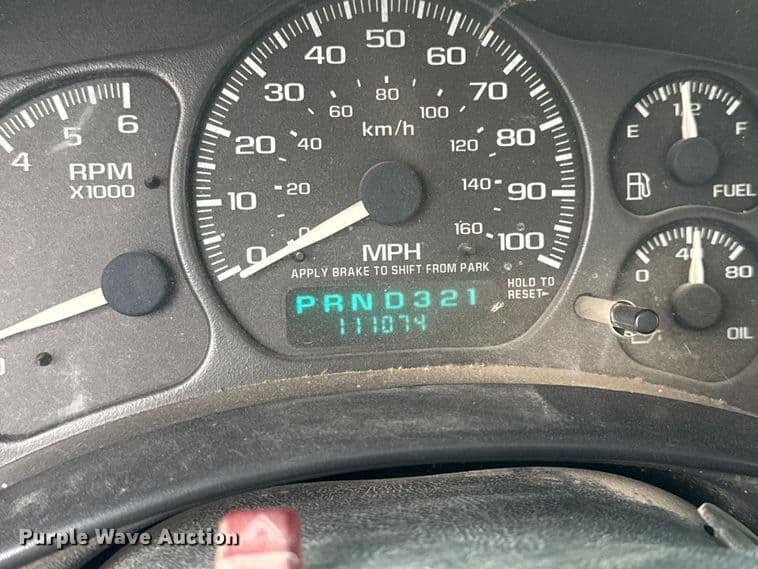 4 5 6
RPM
X1000
0 10 20 30 40 50 60 70 80 90 100
0 20 40 60 80 100 120 140 160
km/h
MPH
APPLY BRAKE TO SHIFT FROM PARK
HOLD TO
RESET
PRND321
111074
E 1/2 F
FUEL
0 40 80
OIL
0
Purple Wave Auction